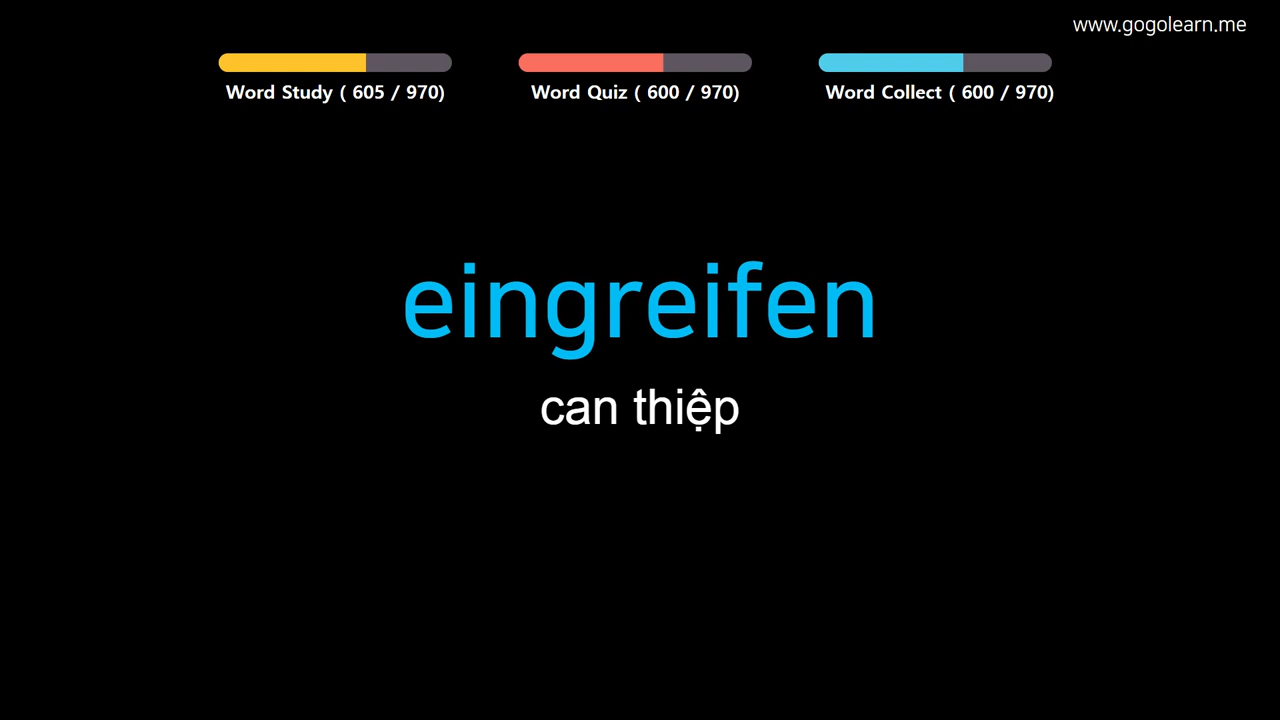 www.gogolearn.me
Word Study ( 605 / 970)
Word Quiz ( 600 / 970)
Word Collect ( 600 / 970)
eingreifen
can thiệp